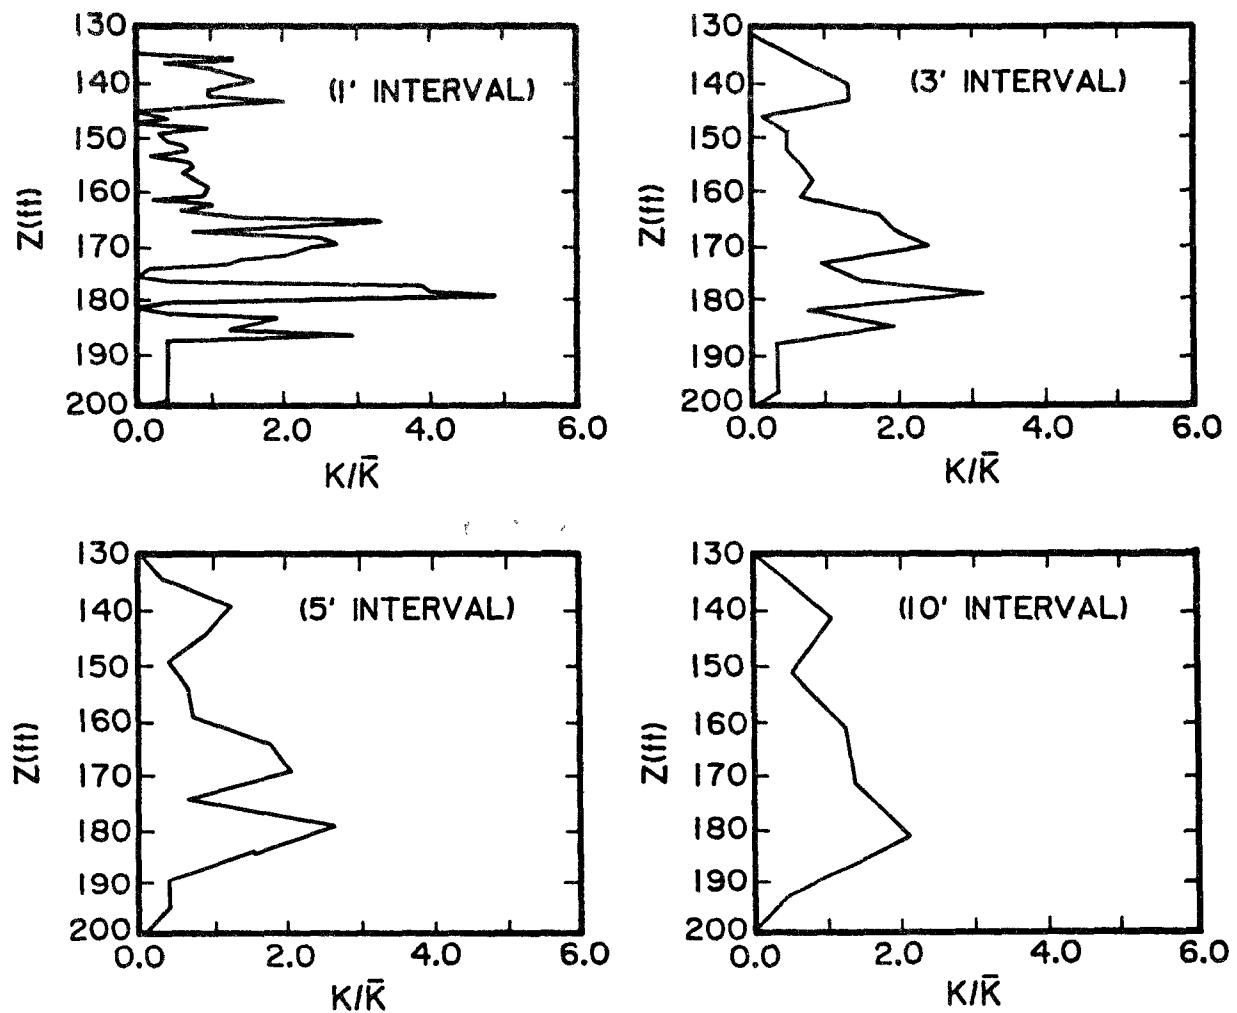 130
140
150
160
170
180
190
200
Z(ft)
(1' INTERVAL)
0.0 2.0 4.0 6.0
K/K̄
130
140
150
160
170
180
190
200
Z(ft)
(3' INTERVAL)
0.0 2.0 4.0 6.0
K/K̄
130
140
150
160
170
180
190
200
Z(ft)
(5' INTERVAL)
0.0 2.0 4.0 6.0
K/K̄
130
140
150
160
170
180
190
200
Z(ft)
(10' INTERVAL)
0.0 2.0 4.0 6.0
K/K̄